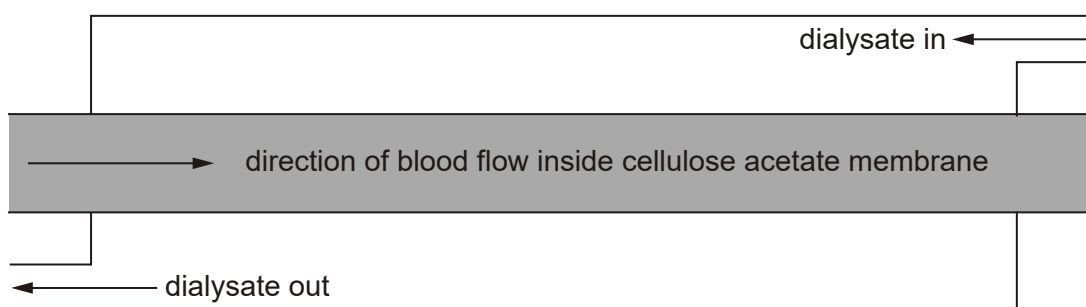 dialysate in
direction of blood flow inside cellulose acetate membrane
dialysate out